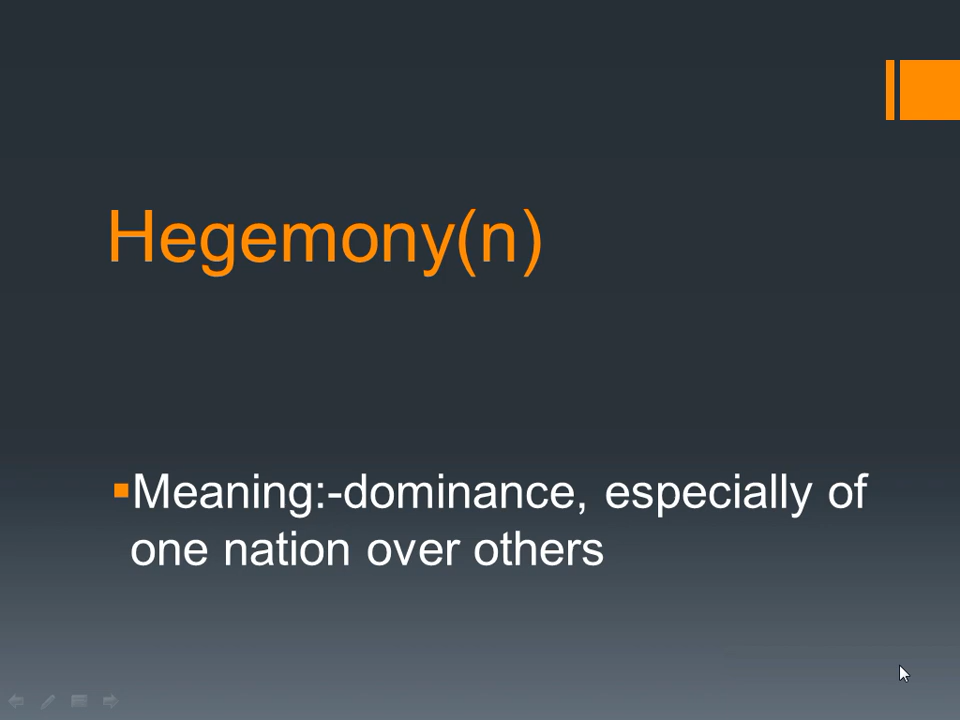 Hegemony(n)
Meaning:-dominance, especially of
one nation over others